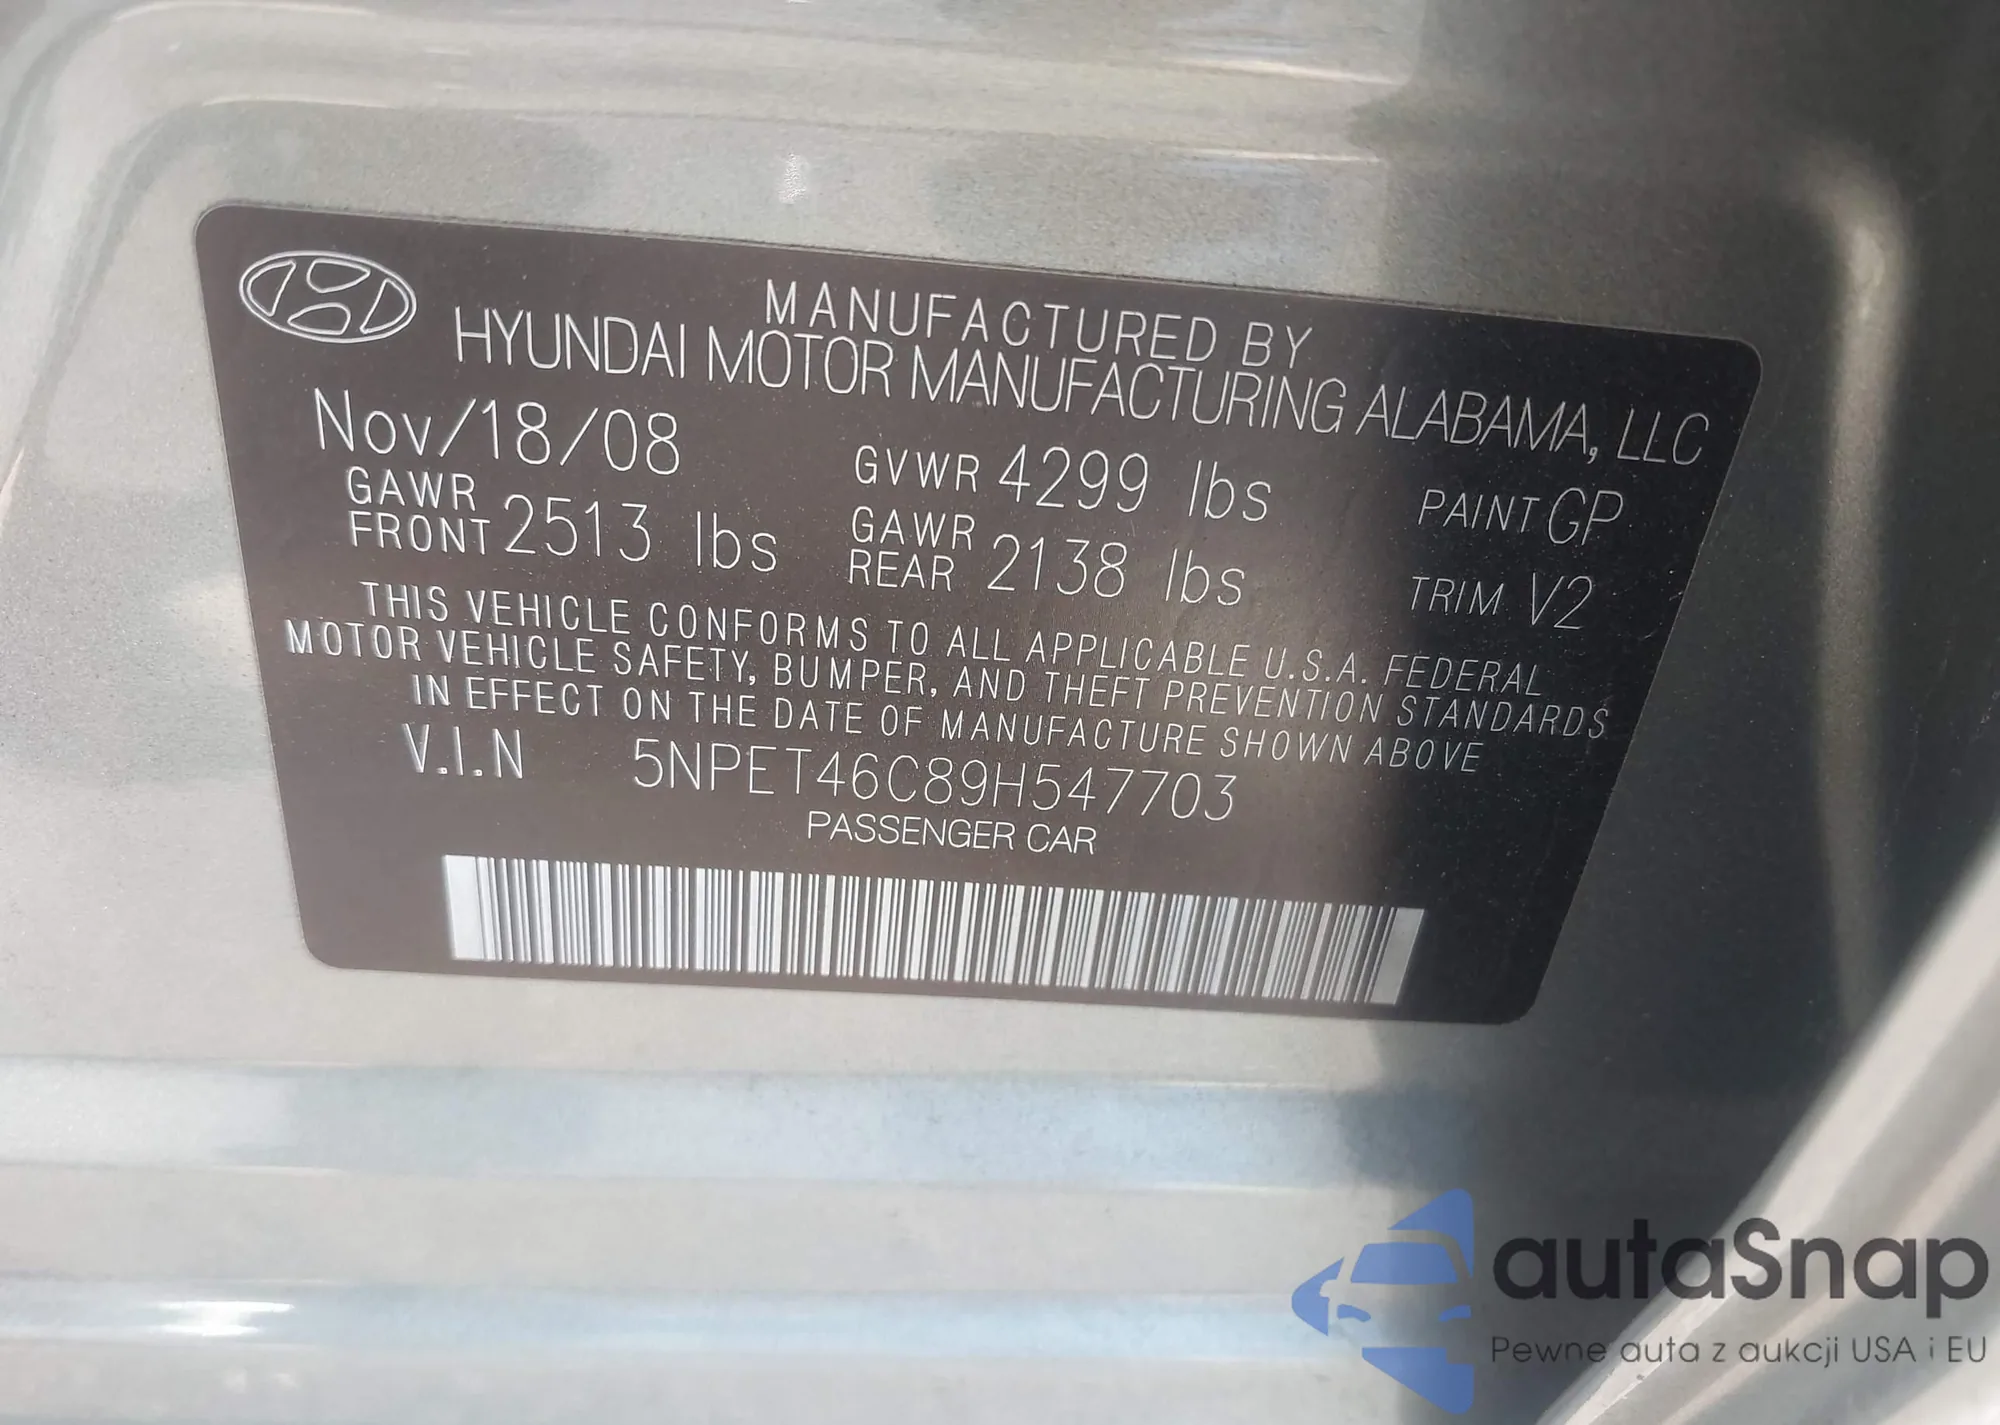 MANUFACTURED BY
HYUNDAI MOTOR MANUFACTURING ALABAMA, LLC
Nov/18/08 GVWR 4299 lbs PAINT GP
GAWR FRONT 2513 lbs GAWR REAR 2138 lbs TRIM V2
THIS VEHICLE CONFORMS TO ALL APPLICABLE U.S.A. FEDERAL
MOTOR VEHICLE SAFETY, BUMPER, AND THEFT PREVENTION STANDARDS
IN EFFECT ON THE DATE OF MANUFACTURE SHOWN ABOVE
V.I.N 5NPET46C89H547703
PASSENGER CAR
autaSnap
Pewne auta z aukcji USA i EU